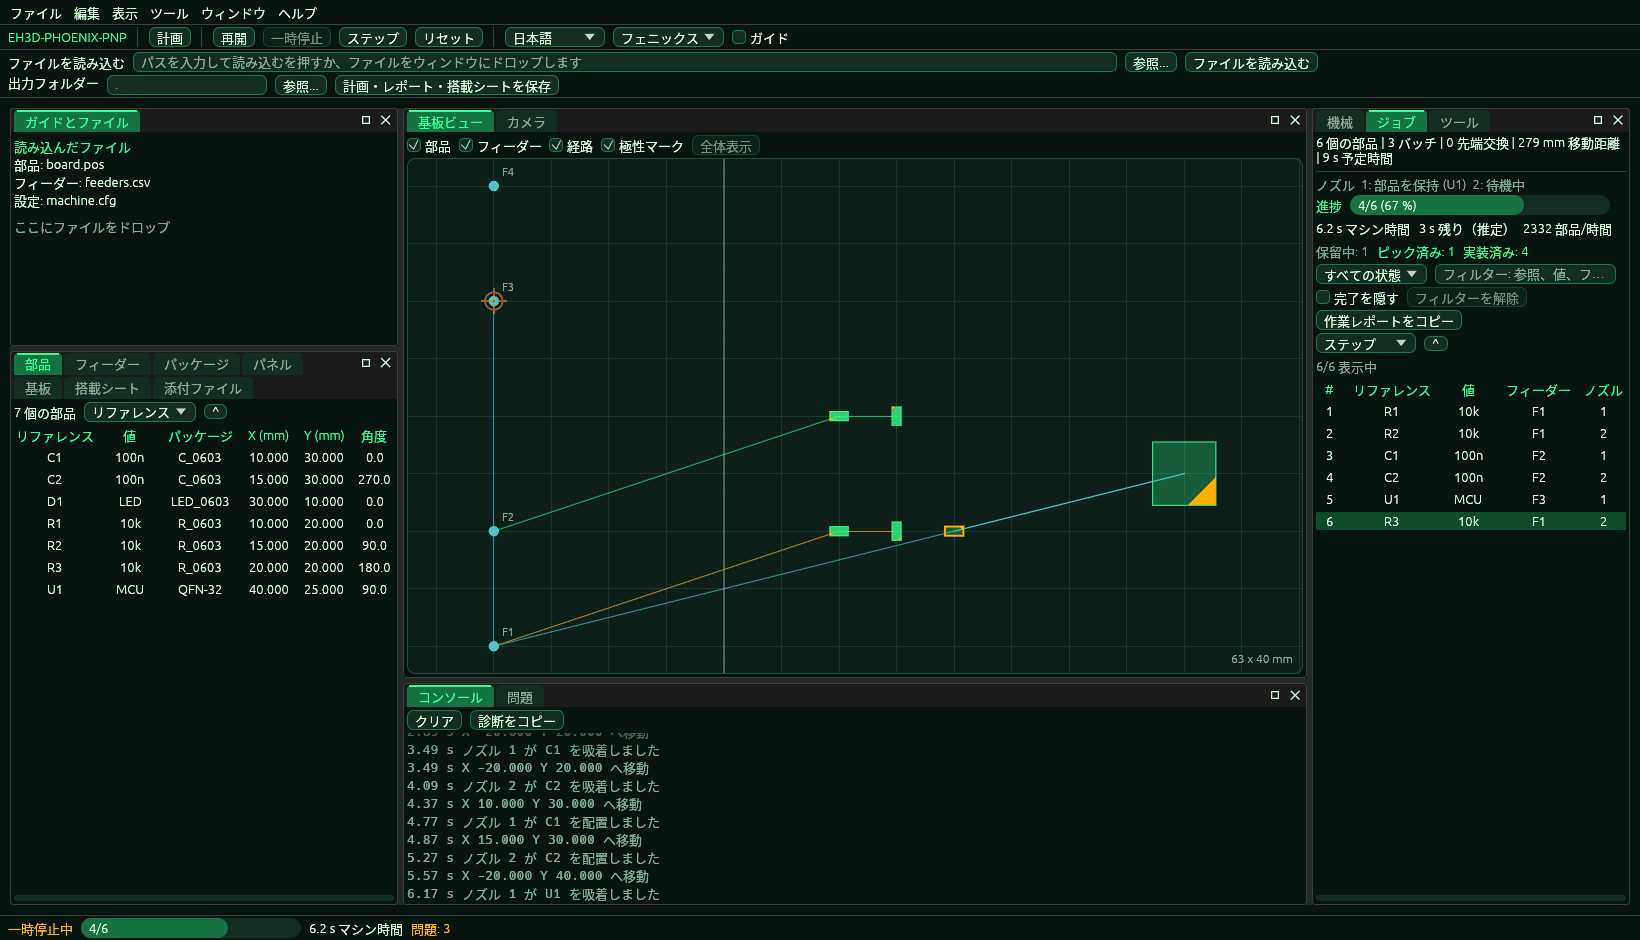 ファイル 編集 表示 ツール ウィンドウ ヘルプ
EH3D-PHOENIX-PNP 計画 再開 一時停止 ステップ リセット 日本語 フェニックス ガイド
ファイルを読み込む パスを入力して読み込むを押すか、ファイルをウィンドウにドロップします 参照... ファイルを読み込む
出力フォルダー . 参照... 計画・レポート・搭載シートを保存
ガイドとファイル
読み込んだファイル
部品: board.pos
フィーダー: feeders.csv
設定: machine.cfg
ここにファイルをドロップ
部品 フィーダー パッケージ パネル
基板 搭載シート 添付ファイル
7 個の部品 リファレンス ^
リファレンス 値 パッケージ X (mm) Y (mm) 角度
C1 100n C_0603 10.000 30.000 0.0
C2 100n C_0603 15.000 30.000 270.0
D1 LED LED_0603 30.000 10.000 0.0
R1 10k R_0603 10.000 20.000 0.0
R2 10k R_0603 15.000 20.000 90.0
R3 10k R_0603 20.000 20.000 180.0
U1 MCU QFN-32 40.000 25.000 90.0
基板ビュー カメラ
部品 フィーダー 経路 極性マーク 全体表示
F4
F3
F2
F1
63 x 40 mm
コンソール 問題
クリア 診断をコピー
3.49 s ノズル 1 が C1 を吸着しました
3.49 s X -20.000 Y 20.000 へ移動
4.09 s ノズル 2 が C2 を吸着しました
4.37 s X 10.000 Y 30.000 へ移動
4.77 s ノズル 1 が C1 を配置しました
4.87 s X 15.000 Y 30.000 へ移動
5.27 s ノズル 2 が C2 を配置しました
5.57 s X -20.000 Y 40.000 へ移動
6.17 s ノズル 1 が U1 を吸着しました
機械 ジョブ ツール
6 個の部品 | 3 バッチ | 0 先端交換 | 279 mm 移動距離
| 9 s 予定時間
ノズル 1: 部品を保持 (U1) 2: 待機中
進捗 4/6 (67 %)
6.2 s マシン時間 3 s 残り（推定） 2332 部品/時間
保留中: 1 ピック済み: 1 実装済み: 4
すべての状態 フィルター: 参照、値、フ...
完了を隠す フィルターを解除
作業レポートをコピー
ステップ ^
6/6 表示中
# リファレンス 値 フィーダー ノズル
1 R1 10k F1 1
2 R2 10k F1 2
3 C1 100n F2 1
4 C2 100n F2 2
5 U1 MCU F3 1
6 R3 10k F1 2
一時停止中 4/6 6.2 s マシン時間 問題: 3